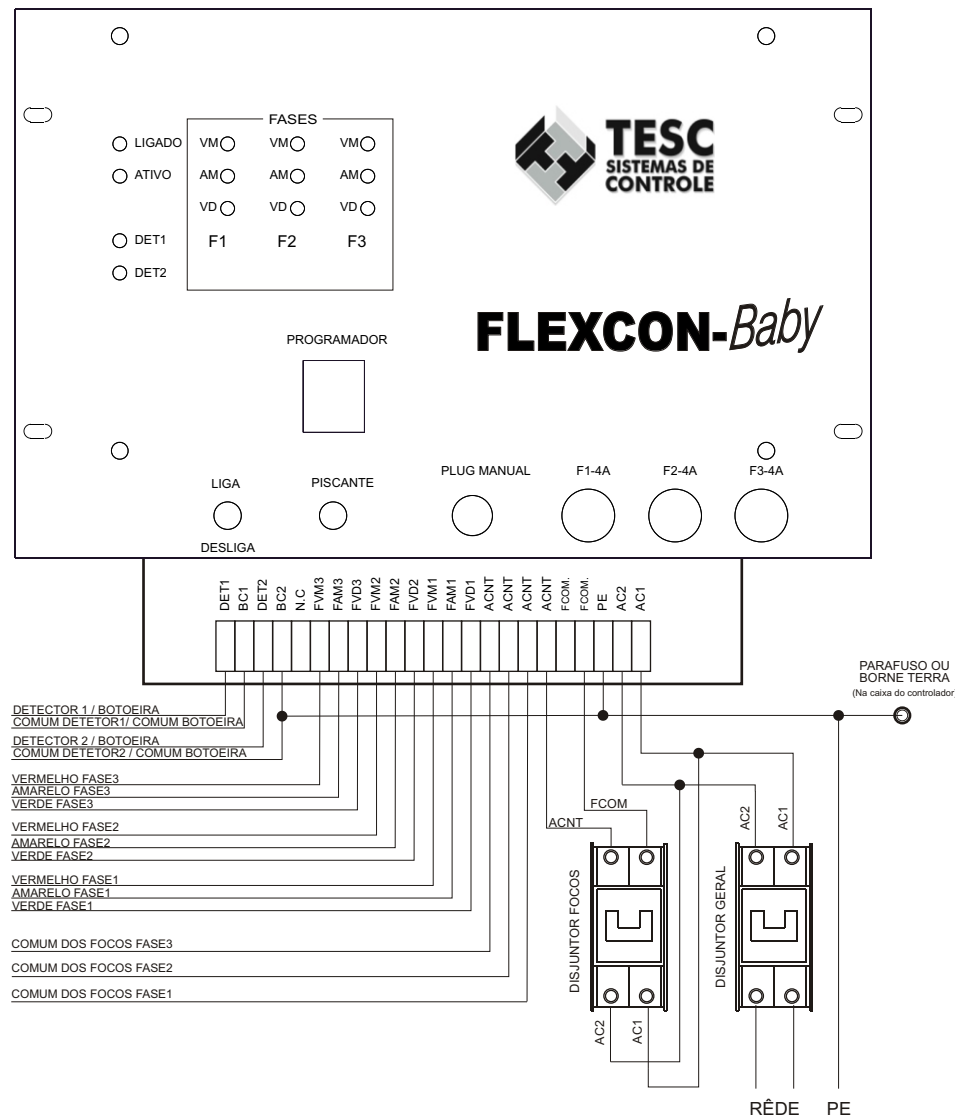 FASES
LIGADO
VM VM VM
ATIVO
AM AM AM
VD VD VD
DET1
F1 F2 F3
DET2
TESC
SISTEMAS DE
CONTROLE
FLEXCON-Baby
PROGRAMADOR
LIGA
DESLIGA
PISCANTE
PLUG MANUAL
F1-4A
F2-4A
F3-4A
DET1
BC1
DET2
BC2
N.C
FVM3
FAM3
FVD3
FVM2
FAM2
FVD2
FVM1
FAM1
FVD1
ACNT
ACNT
ACNT
ACNT
FCOM.
FCOM.
PE
AC2
AC1
PARAFUSO OU
BORNE TERRA
(Na caixa do controlador
DETECTOR 1 / BOTOEIRA
COMUM DETETOR1/ COMUM BOTOEIRA
DETECTOR 2 / BOTOEIRA
COMUM DETETOR2 / COMUM BOTOEIRA
VERMELHO FASE3
AMARELO FASE3
VERDE FASE3
VERMELHO FASE2
AMARELO FASE2
VERDE FASE2
VERMELHO FASE1
AMARELO FASE1
VERDE FASE1
COMUM DOS FOCOS FASE3
COMUM DOS FOCOS FASE2
COMUM DOS FOCOS FASE1
FCOM
ACNT
AC2
AC1
DISJUNTOR FOCOS
DISJUNTOR GERAL
AC2
AC1
RÊDE
PE